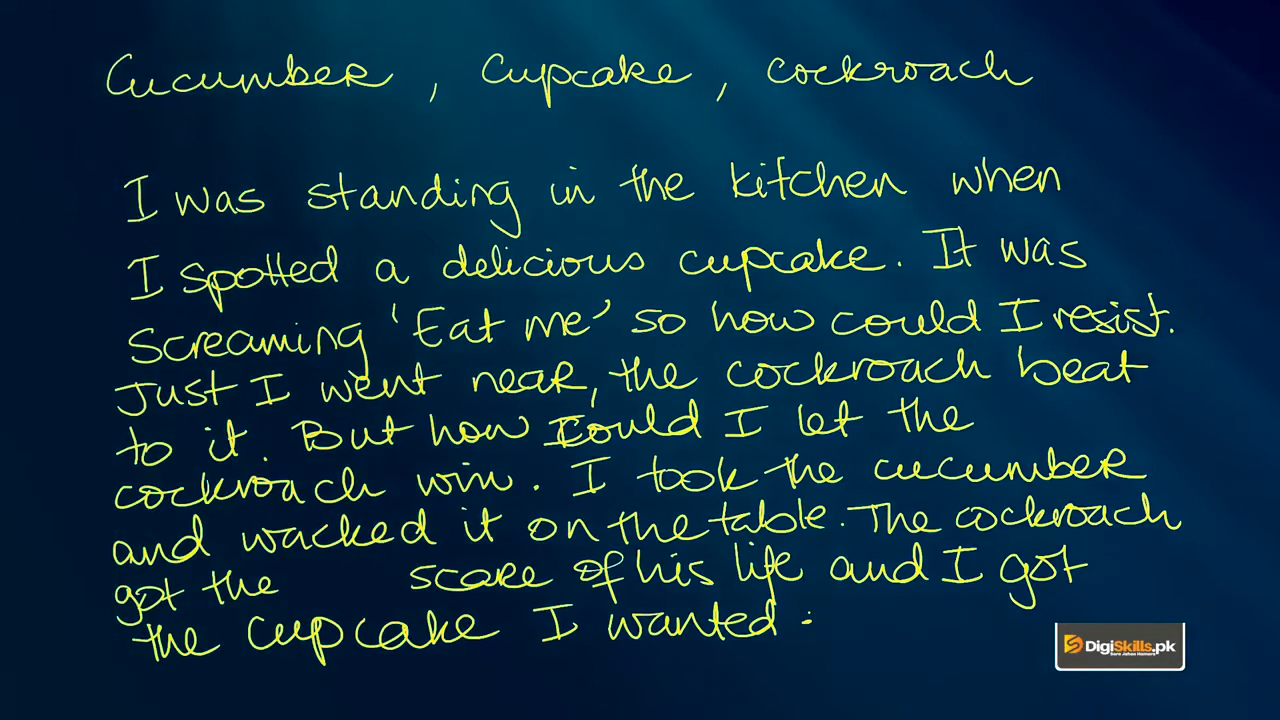 Cucumber, Cupcake, cockroach
I was standing in the kitchen when
I spotted a delicious cupcake. It was
screaming 'Eat me' so how could I resist.
Just I went near, the cockroach beat
to it. But how could I let the
cockroach win. I took the cucumber
and wacked it on the table. The cockroach
got the scare of his life and I got
the cupcake I wanted.
DigiSkills.pk